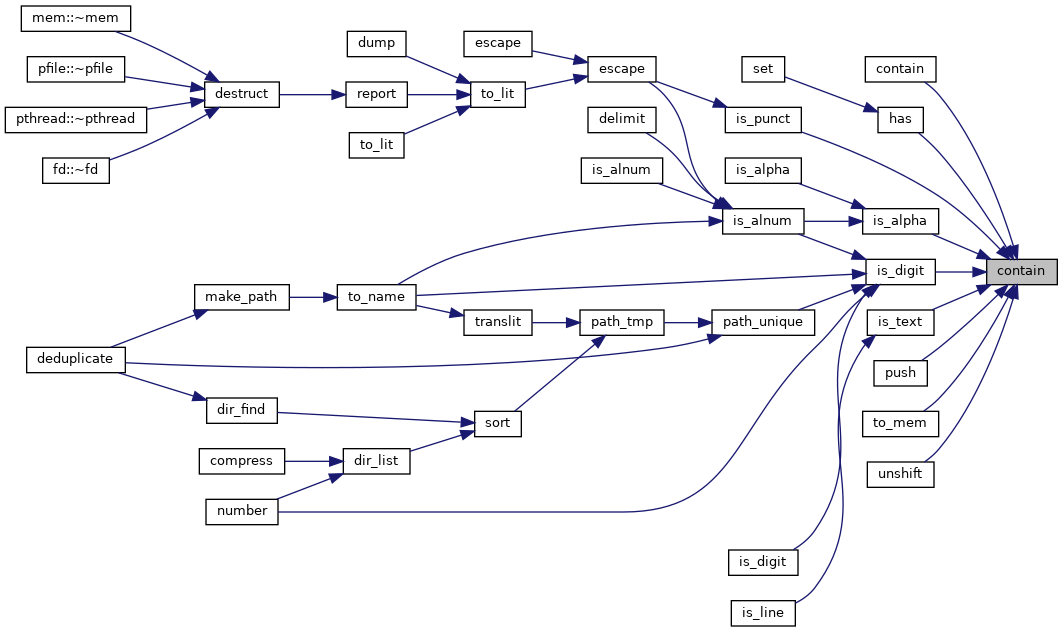 mem::~mem
pfile::~pfile
pthread::~pthread
fd::~fd
destruct
dump
report
to_lit
escape
to_lit
escape
delimit
is_alnum
set
is_punct
is_alpha
is_alnum
contain
has
is_alpha
is_digit
contain
make_path
to_name
translit
path_tmp
path_unique
is_text
deduplicate
push
dir_find
sort
to_mem
compress
dir_list
unshift
number
is_digit
is_line